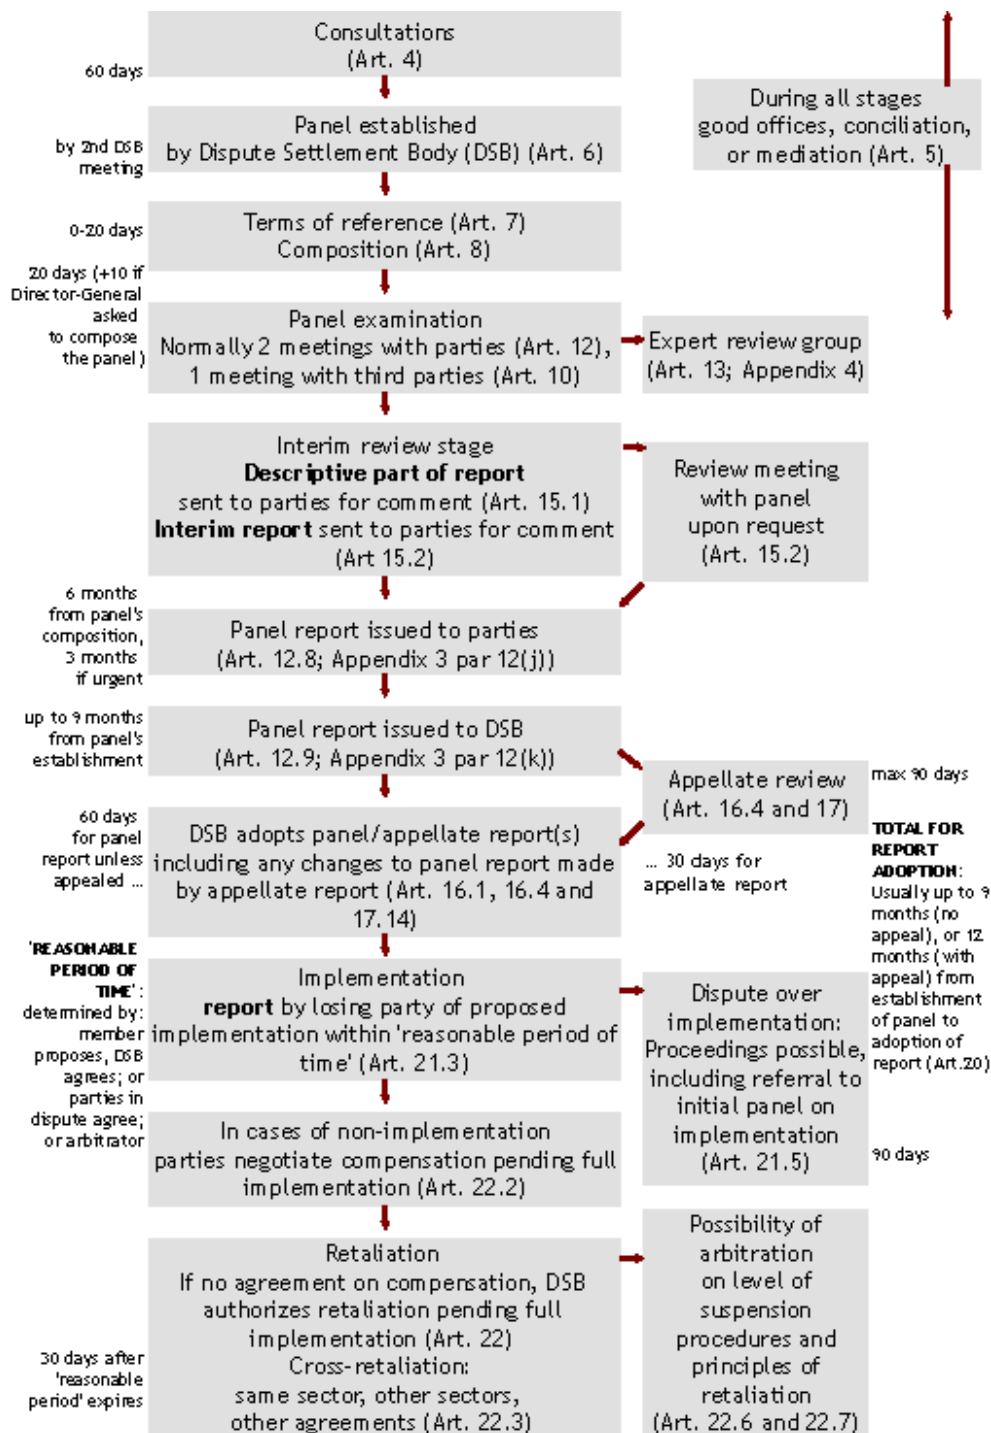 Consultations
(Art. 4)
60 days
During all stages
good offices, conciliation,
or mediation (Art. 5)
Panel established
by Dispute Settlement Body (DSB) (Art. 6)
by 2nd DSB
meeting
0-20 days
Terms of reference (Art. 7)
Composition (Art. 8)
20 days (+10 if
Director-General
asked
to compose
the panel)
Panel examination
Normally 2 meetings with parties (Art. 12),
1 meeting with third parties (Art. 10)
Expert review group
(Art. 13; Appendix 4)
Interim review stage
Descriptive part of report
sent to parties for comment (Art. 15.1)
Interim report sent to parties for comment
(Art 15.2)
Review meeting
with panel
upon request
(Art. 15.2)
6 months
from panel's
composition,
3 months
if urgent
Panel report issued to parties
(Art. 12.8; Appendix 3 par 12(j))
up to 9 months
from panel's
establishment
Panel report issued to DSB
(Art. 12.9; Appendix 3 par 12(k))
Appellate review
(Art. 16.4 and 17)
max 90 days
60 days
for panel
report unless
appealed ...
DSB adopts panel/appellate report(s)
including any changes to panel report made
by appellate report (Art. 16.1, 16.4 and
17.14)
... 30 days for
appellate report
TOTAL FOR
REPORT
ADOPTION:
Usually up to 9
months (no
appeal), or 12
months (with
appeal) from
establishment
of panel to
adoption of
report (Art.20)
'REASONABLE
PERIOD OF
TIME':
determined by:
member
proposes, DSB
agrees; or
parties in
dispute agree;
or arbitrator
Implementation
report by losing party of proposed
implementation within 'reasonable period of
time' (Art. 21.3)
Dispute over
implementation:
Proceedings possible,
including referral to
initial panel on
implementation
(Art. 21.5)
90 days
In cases of non-implementation
parties negotiate compensation pending full
implementation (Art. 22.2)
Retaliation
If no agreement on compensation, DSB
authorizes retaliation pending full
implementation (Art. 22)
Cross-retaliation:
same sector, other sectors,
other agreements (Art. 22.3)
30 days after
'reasonable
period' expires
Possibility of
arbitration
on level of
suspension
procedures and
principles of
retaliation
(Art. 22.6 and 22.7)